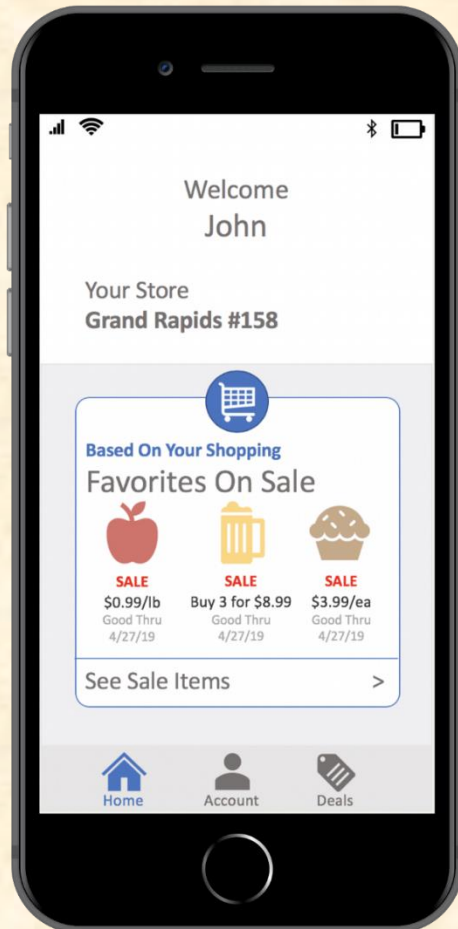 Welcome
John
Your Store
Grand Rapids #158
Based On Your Shopping
Favorites On Sale
SALE SALE SALE
$0.99/lb Buy 3 for $8.99 $3.99/ea
Good Thru Good Thru Good Thru
4/27/19 4/27/19 4/27/19
See Sale Items >
Home Account Deals